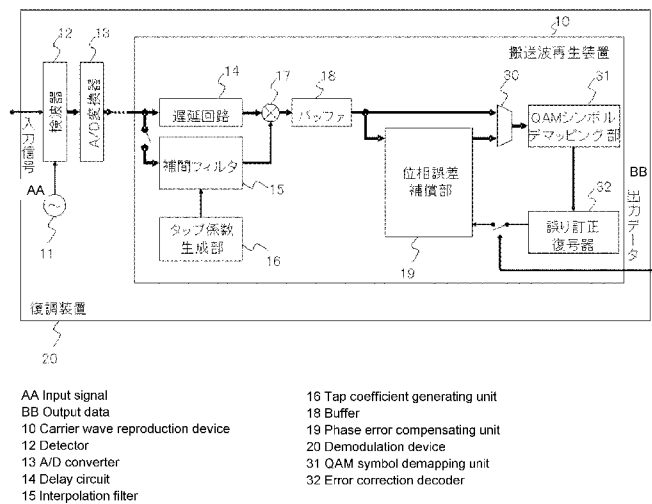 10
12
13
搬送波再生装置
14
17
18
30
31
検波器
A/D変換器
遅延回路
バッファ
QAMシンボル
デマッピング部
入力信号
補間フィルタ
位相誤差
補償部
BB
AA
15
32
出力データ
11
タップ係数
生成部
誤り訂正
復号器
16
19
復調装置
20
AA Input signal
BB Output data
10 Carrier wave reproduction device
12 Detector
13 A/D converter
14 Delay circuit
15 Interpolation filter
16 Tap coefficient generating unit
18 Buffer
19 Phase error compensating unit
20 Demodulation device
31 QAM symbol demapping unit
32 Error correction decoder